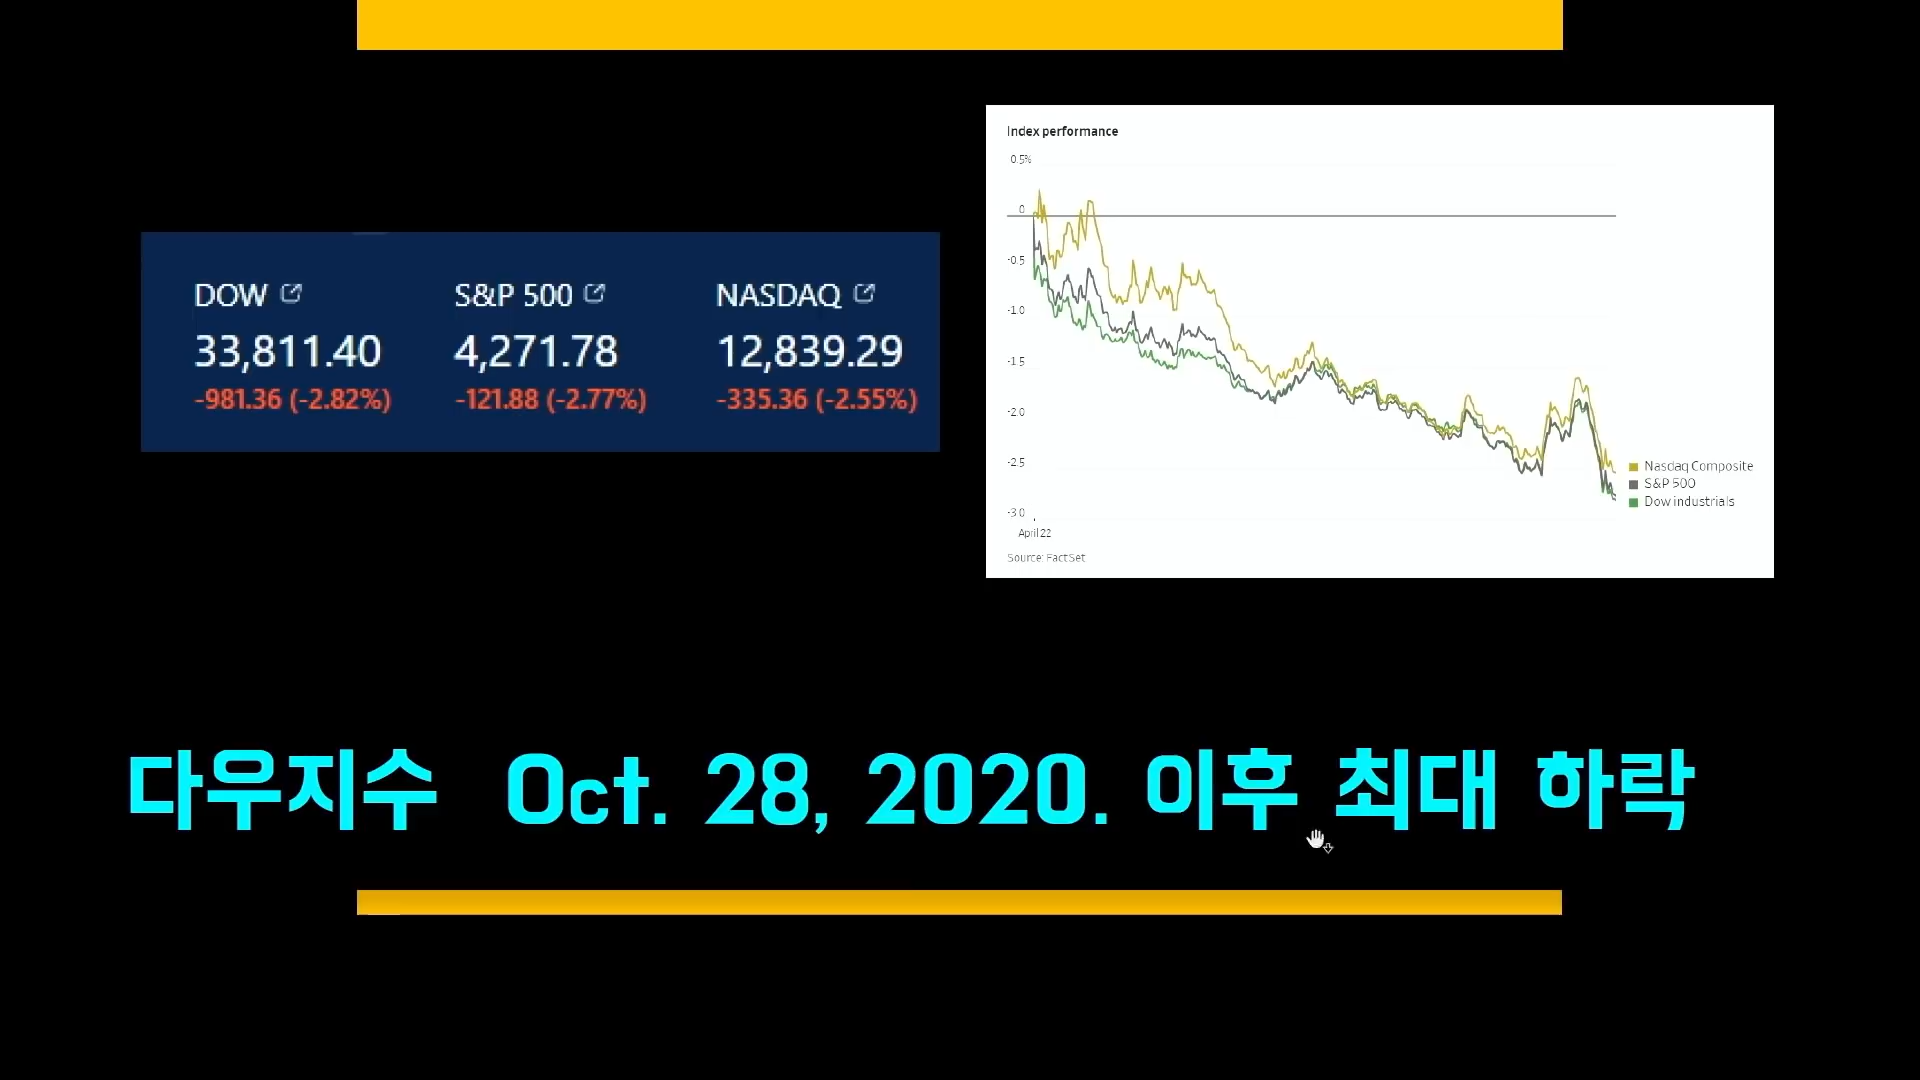 DOW S&P 500 NASDAQ
33,811.40 4,271.78 12,839.29
-981.36 (-2.82%) -121.88 (-2.77%) -335.36 (-2.55%)
Index performance
0.5%
0
-0.5
-1.0
-1.5
-2.0
-2.5
-3.0
April 22
Nasdaq Composite
S&P 500
Dow industrials
Source: FactSet
다우지수 Oct. 28, 2020. 이후 최대 하락